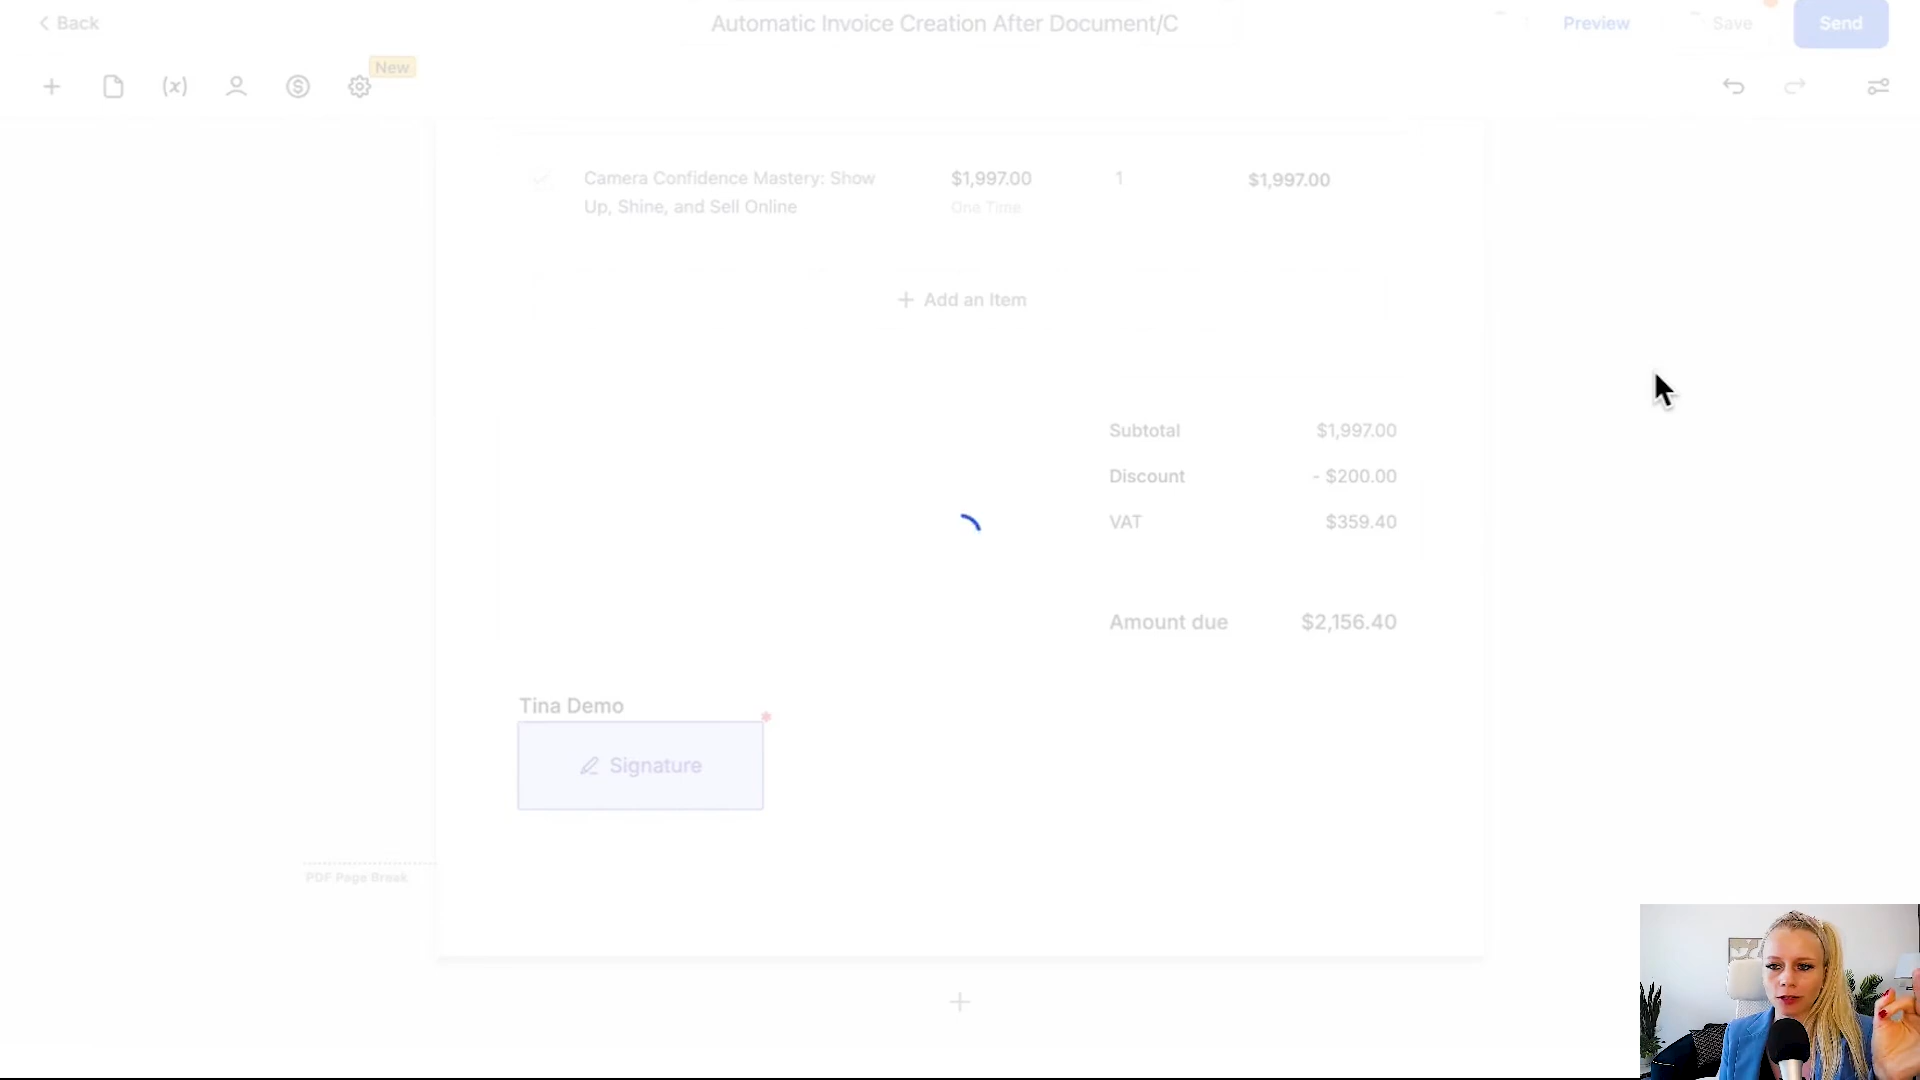 Back
Automatic Invoice Creation After Document/C
Preview
Save
Send
New
Camera Confidence Mastery: Show
Up, Shine, and Sell Online
$1,997.00
One Time
1
$1,997.00
+ Add an Item
Subtotal $1,997.00
Discount - $200.00
VAT $359.40
Amount due $2,156.40
Tina Demo
Signature
PDF Page Break